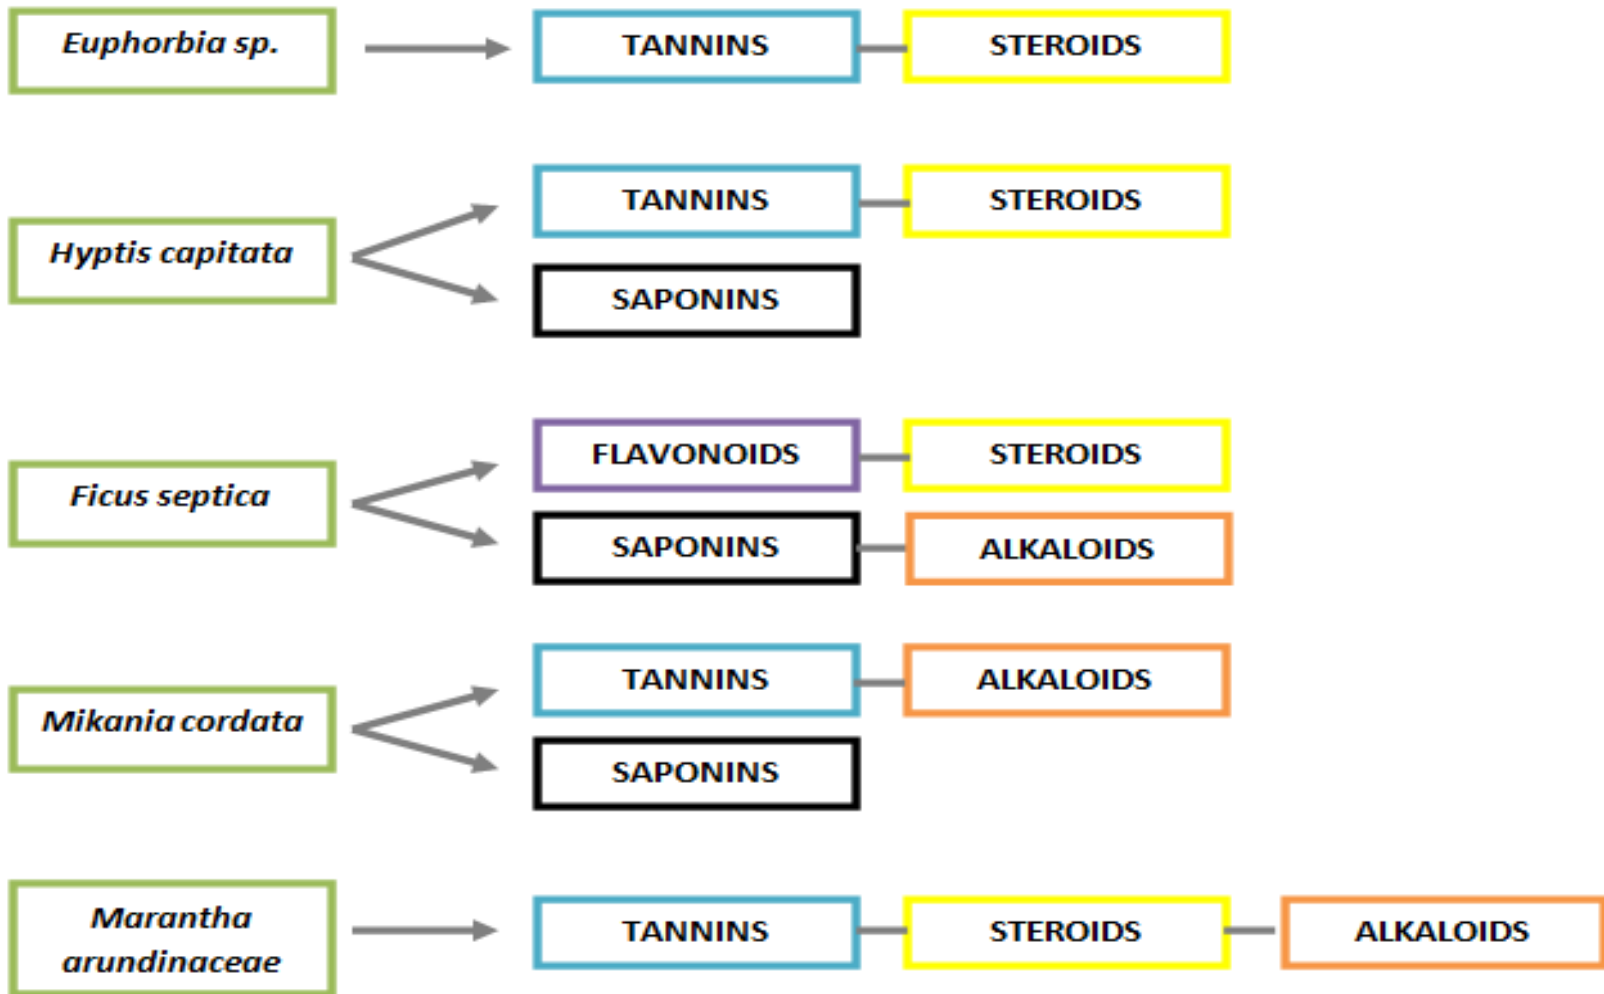 Euphorbia sp.
TANNINS
STEROIDS
Hyptis capitata
TANNINS
STEROIDS
SAPONINS
Ficus septica
FLAVONOIDS
STEROIDS
SAPONINS
ALKALOIDS
Mikania cordata
TANNINS
ALKALOIDS
SAPONINS
Marantha
arundinaceae
TANNINS
STEROIDS
ALKALOIDS